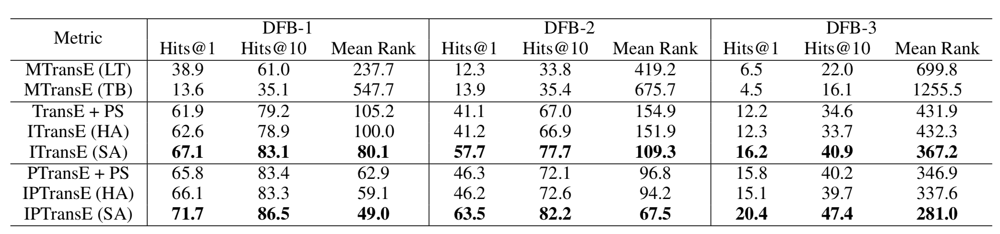 Metric DFB-1 DFB-2 DFB-3
Hits@1 Hits@10 Mean Rank Hits@1 Hits@10 Mean Rank Hits@1 Hits@10 Mean Rank
MTransE (LT) 38.9 61.0 237.7 12.3 33.8 419.2 6.5 22.0 699.8
MTransE (TB) 13.6 35.1 547.7 13.9 35.4 675.7 4.5 16.1 1255.5
TransE + PS 61.9 79.2 105.2 41.1 67.0 154.9 12.2 34.6 431.9
ITransE (HA) 62.6 78.9 100.0 41.2 66.9 151.9 12.3 33.7 432.3
ITransE (SA) 67.1 83.1 80.1 57.7 77.7 109.3 16.2 40.9 367.2
PTransE + PS 65.8 83.4 62.9 46.3 72.1 96.8 15.8 40.2 346.9
IPTransE (HA) 66.1 83.3 59.1 46.2 72.6 94.2 15.1 39.7 337.6
IPTransE (SA) 71.7 86.5 49.0 63.5 82.2 67.5 20.4 47.4 281.0